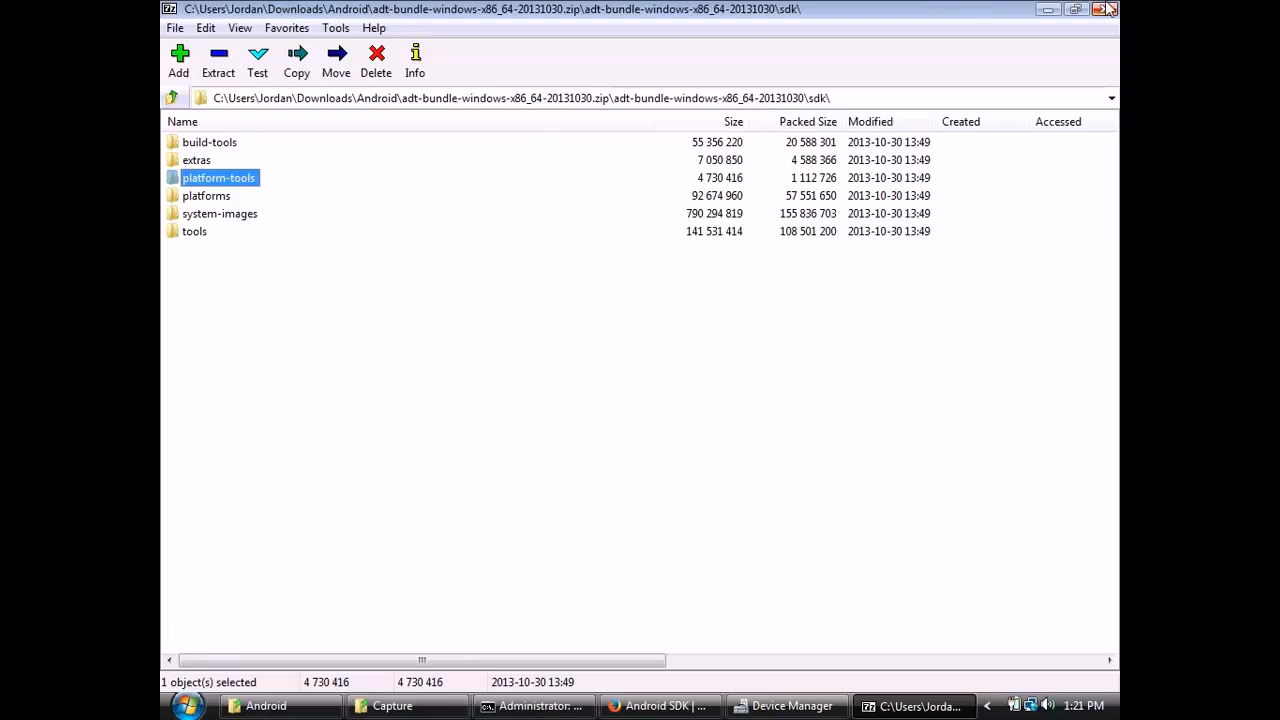 7z C:\Users\Jordan\Downloads\Android\adt-bundle-windows-x86_64-20131030.zip\adt-bundle-windows-x86_64-20131030\sdk\
File Edit View Favorites Tools Help
Add Extract Test Copy Move Delete Info
C:\Users\Jordan\Downloads\Android\adt-bundle-windows-x86_64-20131030.zip\adt-bundle-windows-x86_64-20131030\sdk\
Name Size Packed Size Modified Created Accessed
build-tools 55 356 220 20 588 301 2013-10-30 13:49
extras 7 050 850 4 588 366 2013-10-30 13:49
platform-tools 4 730 416 1 112 726 2013-10-30 13:49
platforms 92 674 960 57 551 650 2013-10-30 13:49
system-images 790 294 819 155 836 703 2013-10-30 13:49
tools 141 531 414 108 501 200 2013-10-30 13:49
1 object(s) selected 4 730 416 4 730 416 2013-10-30 13:49
Android Capture Administrator: ... Android SDK | ... Device Manager 7z C:\Users\Jorda... 1:21 PM